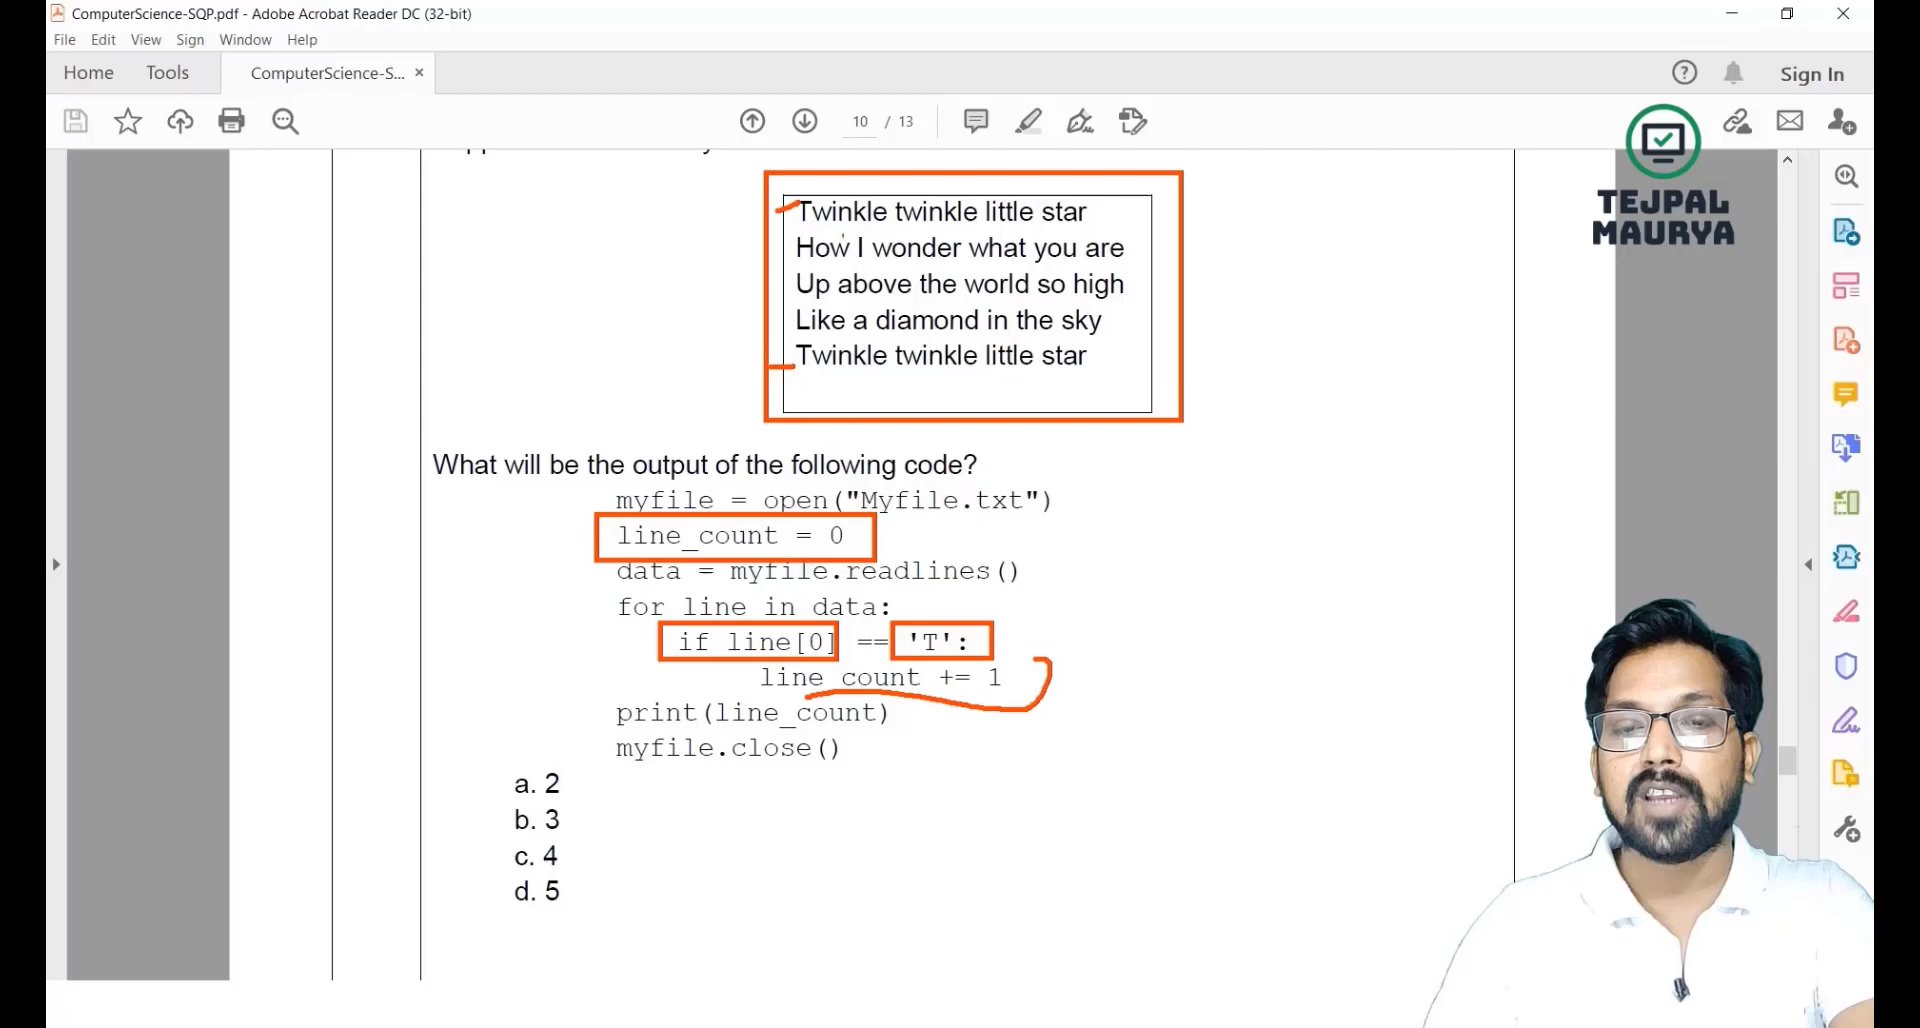 ComputerScience-SQP.pdf - Adobe Acrobat Reader DC (32-bit)
File Edit View Sign Window Help
Home Tools ComputerScience-S... × Sign In
10 / 13
TEJPAL
MAURYA
Twinkle twinkle little star
How I wonder what you are
Up above the world so high
Like a diamond in the sky
Twinkle twinkle little star
What will be the output of the following code?
myfile = open("Myfile.txt")
line_count = 0
data = myfile.readlines()
for line in data:
if line[0] == 'T':
line_count += 1
print(line_count)
myfile.close()
a. 2
b. 3
c. 4
d. 5